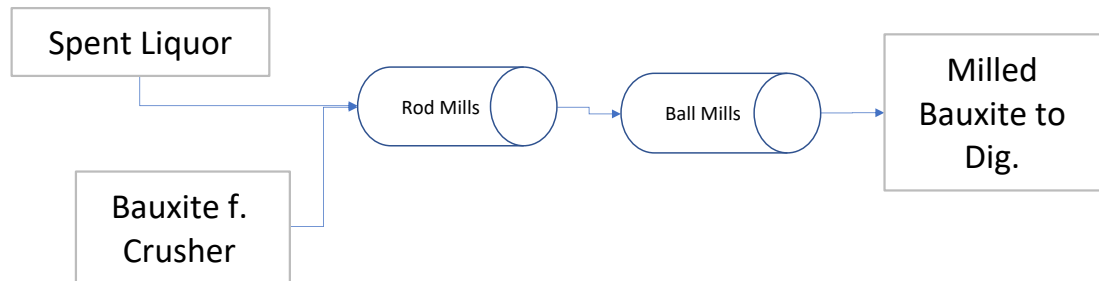 Spent Liquor
Rod Mills
Ball Mills
Milled
Bauxite to
Dig.
Bauxite f.
Crusher